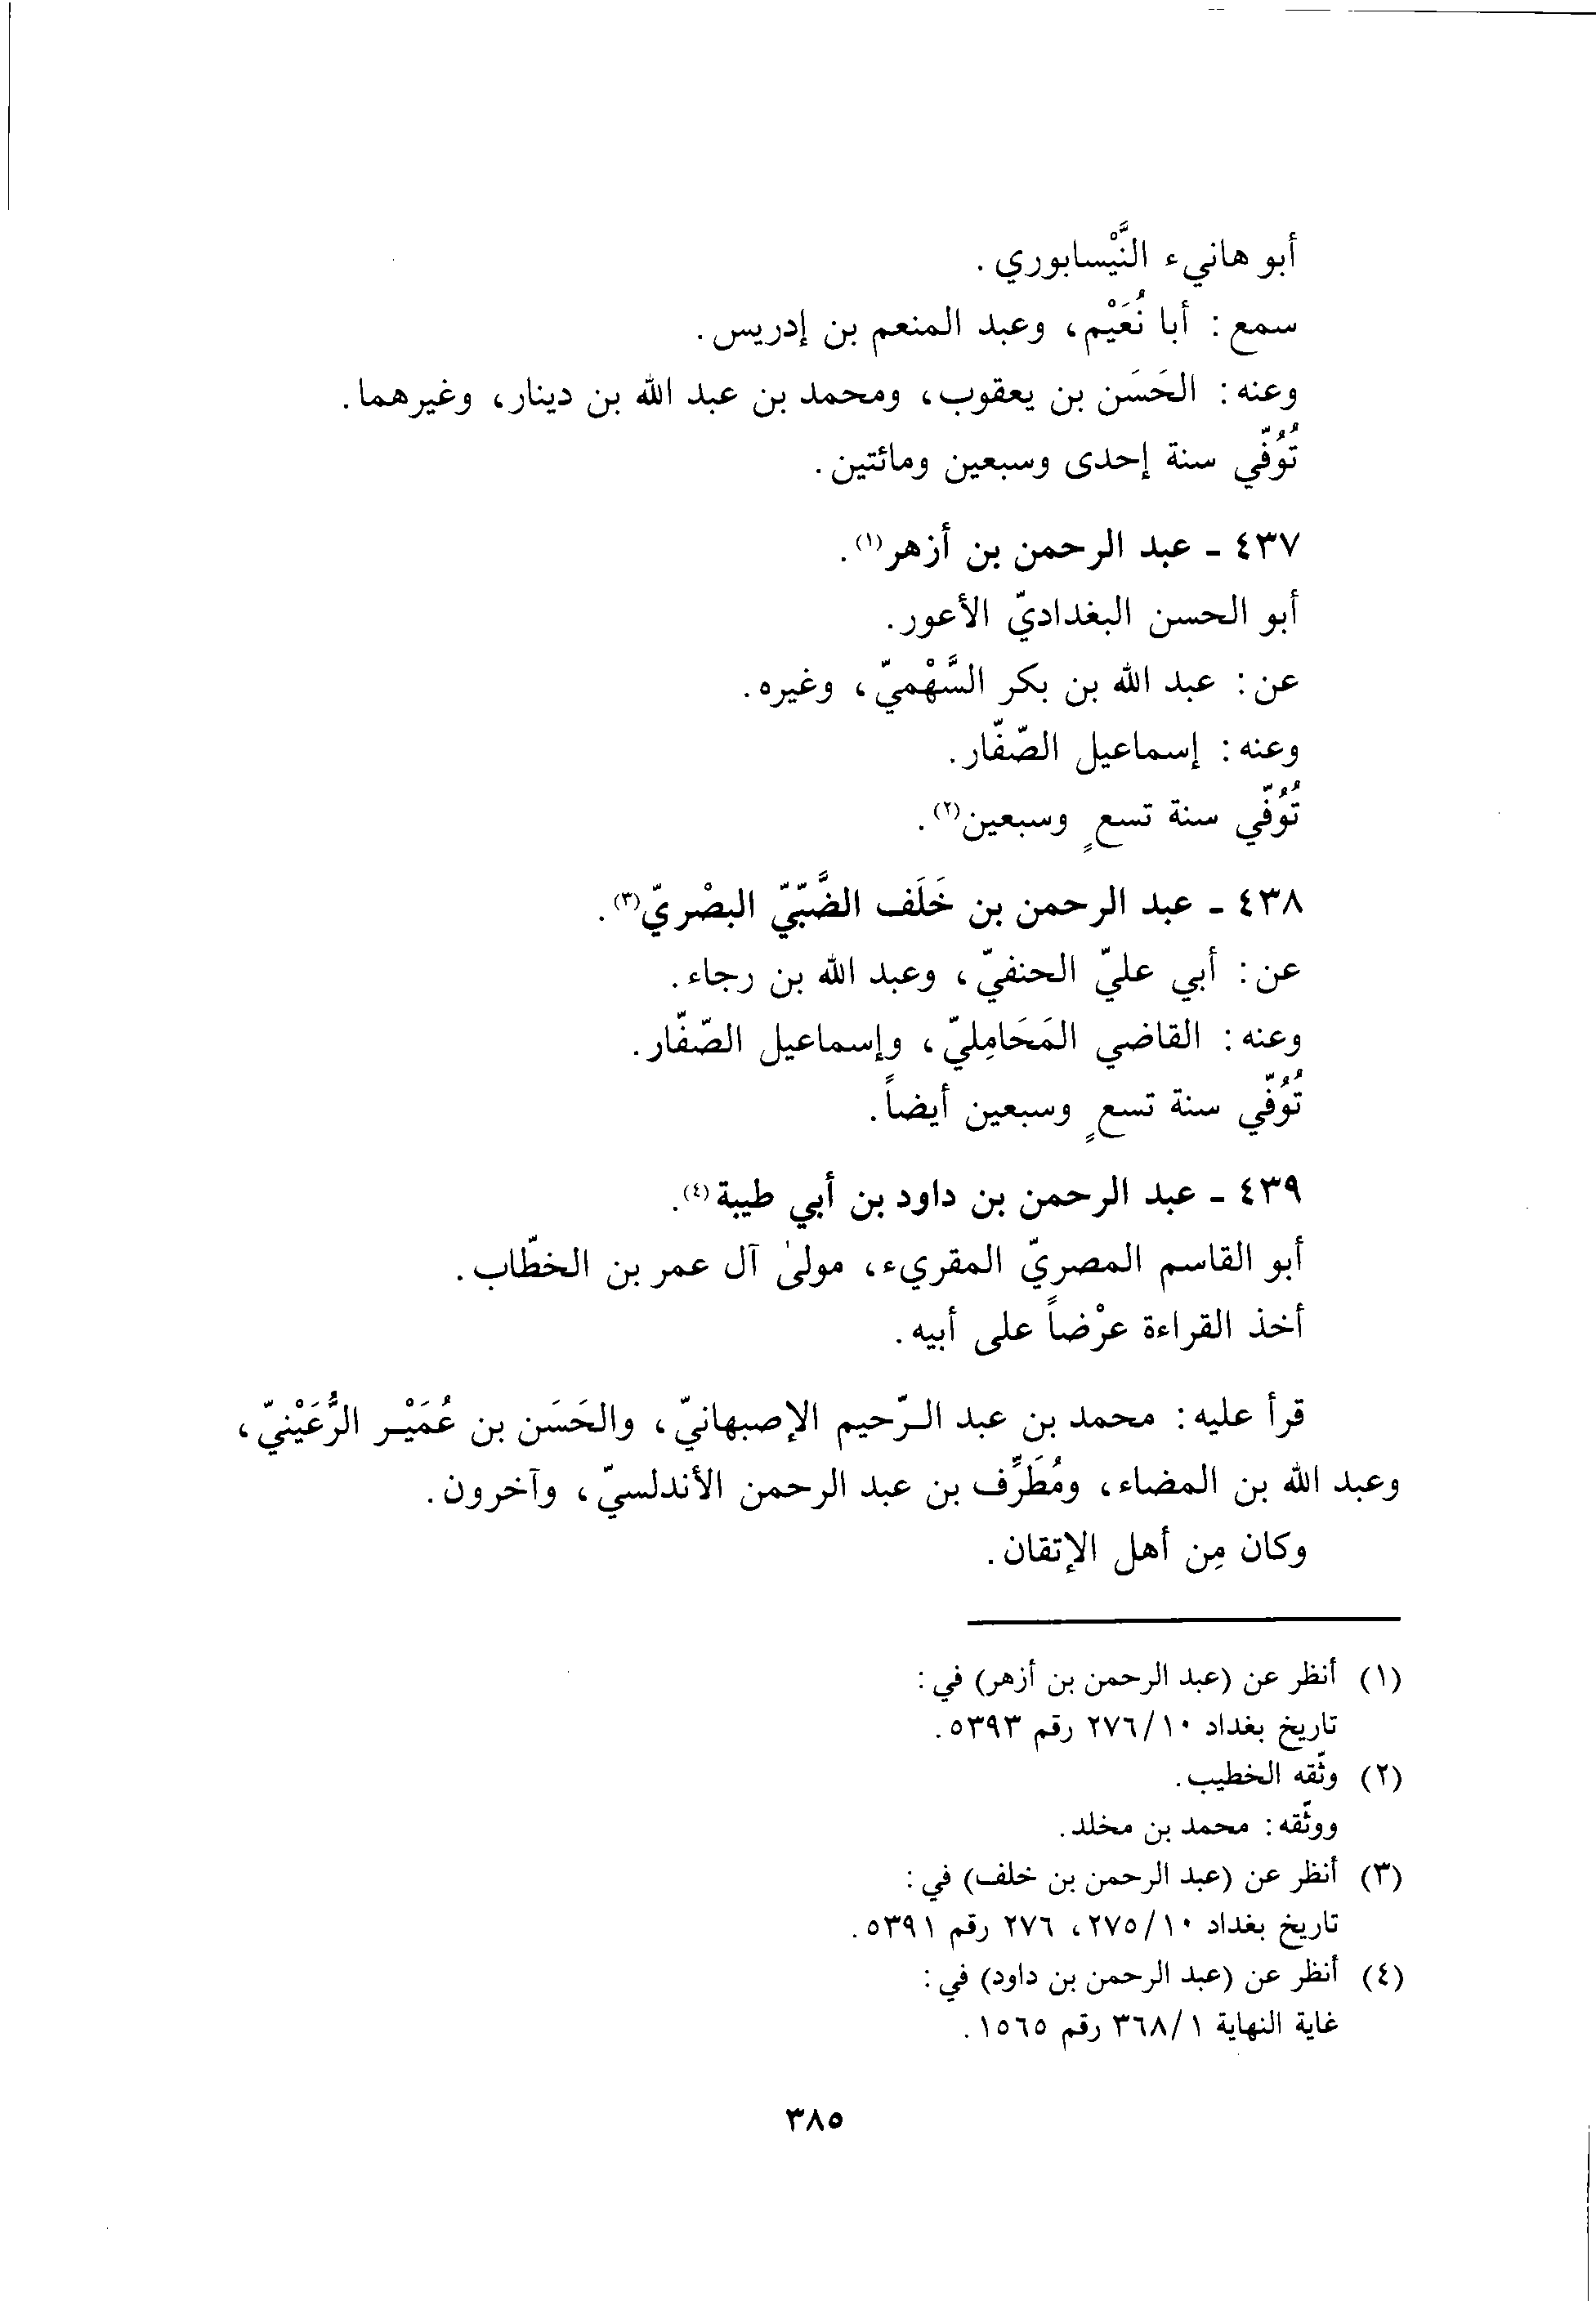 أبو هانيء النَّيْسابوري.
سمع: أبا نُعَيْم، وعبد المنعم بن إدريس.
وعنه: الحَسَن بن يعقوب، ومحمد بن عبد الله بن دينار، وغيرهما.
تُوُفّي سنة إحدى وسبعين ومائتين.
٤٣٧ ـ عبد الرحمن بن أزهر(١).
أبو الحسن البغداديّ الأعور.
عن: عبد الله بن بكر السَّهْميّ، وغيره.
وعنه: إسماعيل الصّفّار.
تُوُفّي سنة تسعٍ وسبعين(٢).
٤٣٨ ـ عبد الرحمن بن خَلَف الضَّبّيّ البصْريّ(٣).
عن: أبي عليّ الحنفيّ، وعبد الله بن رجاء.
وعنه: القاضي المَحَامِليّ، وإسماعيل الصّفّار.
تُوُفّي سنة تسعٍ وسبعين أيضاً.
٤٣٩ ـ عبد الرحمن بن داود بن أبي طيبة(٤).
أبو القاسم المصريّ المقريء، مولىٰ آل عمر بن الخطّاب.
أخذ القراءة عرْضاً على أبيه.
قرأ عليه: محمد بن عبد الـرّحيم الإصبهانيّ، والحَسَن بن عُمَيْـر الرُّعَيْنيّ،
وعبد الله بن المضاء، ومُطَرِّف بن عبد الرحمن الأندلسيّ، وآخرون.
وكان مِن أهل الإتقان.
(١) أنظر عن (عبد الرحمن بن أزهر) في:
تاريخ بغداد ١٠/٢٧٦ رقم ٥٣٩٣.
(٢) وثّقه الخطيب.
ووثّقه: محمد بن مخلد.
(٣) أنظر عن (عبد الرحمن بن خلف) في:
تاريخ بغداد ١٠/٢٧٥، ٢٧٦ رقم ٥٣٩١.
(٤) أنظر عن (عبد الرحمن بن داود) في:
غاية النهاية ١/٣٦٨ رقم ١٥٦٥.
٣٨٥